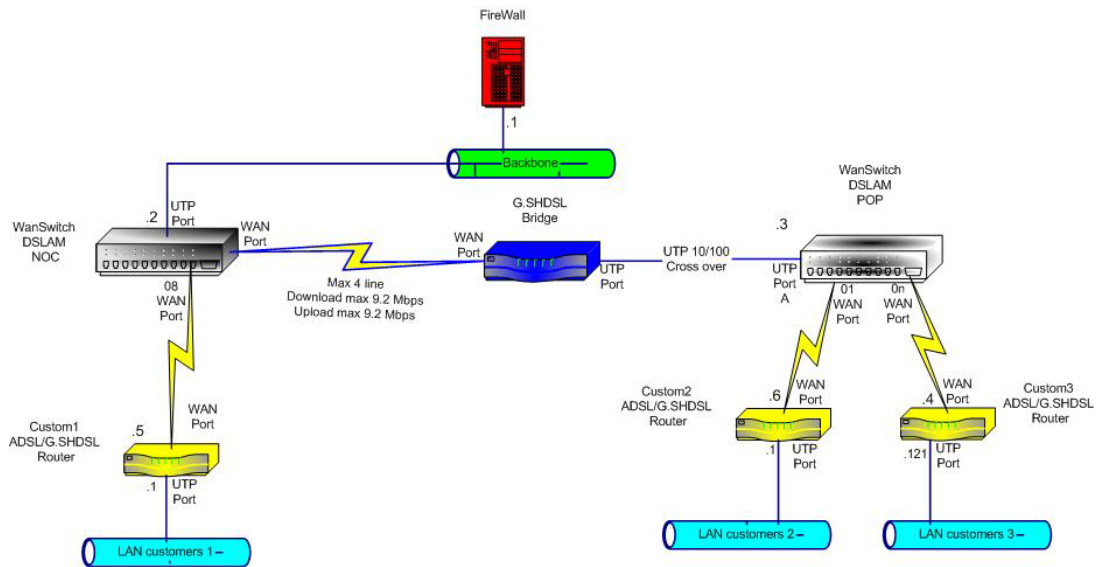 FireWall
.1
Backbone
WanSwitch
DSLAM
NOC
.2
UTP
Port
WAN
Port
08
WAN
Port
Max 4 line
Download max 9.2 Mbps
Upload max 9.2 Mbps
G.SHDSL
Bridge
WAN
Port
UTP
Port
UTP 10/100
Cross over
WanSwitch
DSLAM
POP
.3
UTP
Port
A
01
WAN
Port
0n
WAN
Port
Custom1
ADSL/G.SHDSL
Router
.5
WAN
Port
.1
UTP
Port
LAN customers 1
Custom2
ADSL/G.SHDSL
Router
.6
WAN
Port
.1
UTP
Port
LAN customers 2
Custom3
ADSL/G.SHDSL
Router
.4
WAN
Port
.121
UTP
Port
LAN customers 3